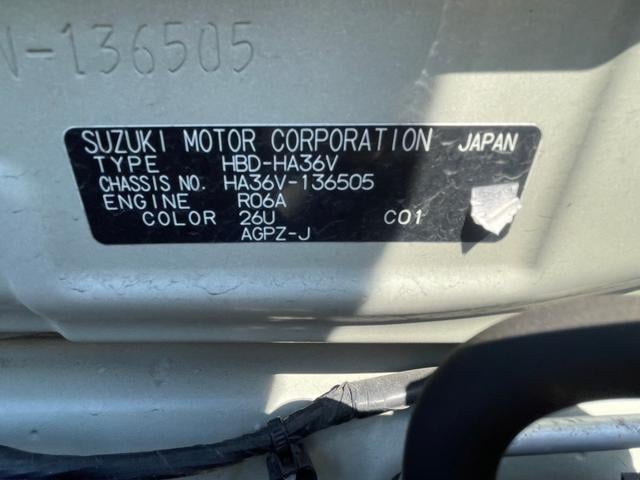 -136505
SUZUKI MOTOR CORPORATION JAPAN
TYPE HBD-HA36V
CHASSIS NO. HA36V-136505
ENGINE R06A
COLOR 26U C01
AGPZ-J